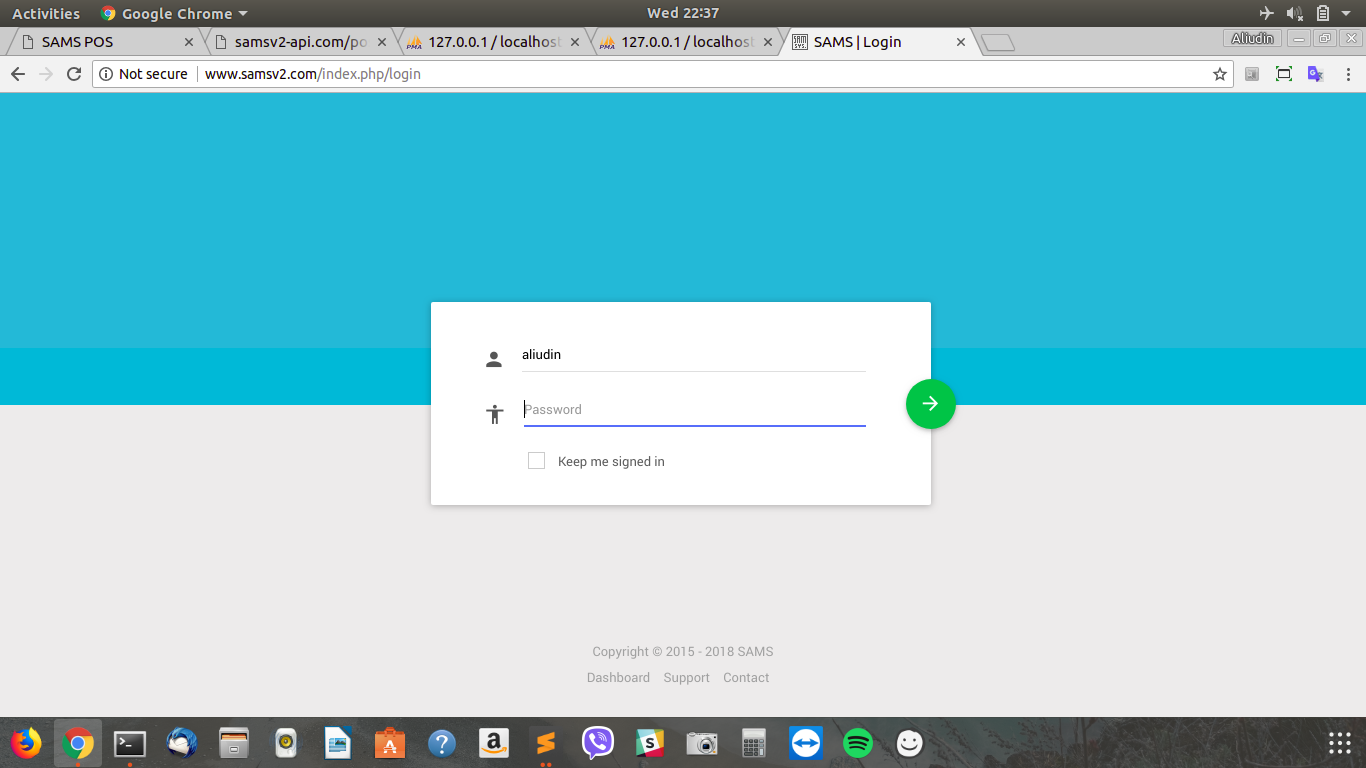 Activities Google Chrome Wed 22:37
SAMS POS samsv2-api.com/po 127.0.0.1 / localhost 127.0.0.1 / localhost SAMS | Login Aliudin
Not secure www.samsv2.com/index.php/login
aliudin
Password
Keep me signed in
Copyright © 2015 - 2018 SAMS
Dashboard Support Contact